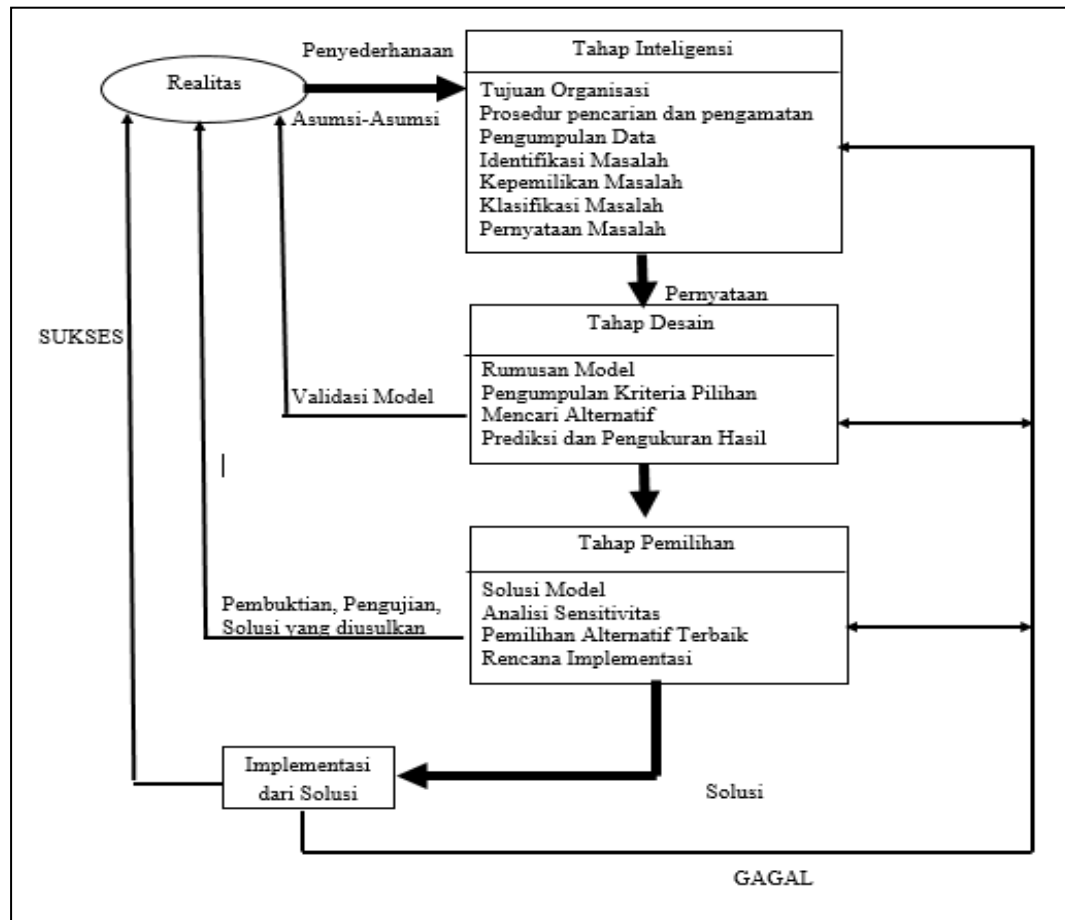 Penyederhanaan
Realitas
Asumsi-Asumsi
Tahap Inteligensi
Tujuan Organisasi
Prosedur pencarian dan pengamatan
Pengumpulan Data
Identifikasi Masalah
Kepemilikan Masalah
Klasifikasi Masalah
Pernyataan Masalah
Pernyataan
Tahap Desain
Rumusan Model
Pengumpulan Kriteria Pilihan
Mencari Alternatif
Prediksi dan Pengukuran Hasil
SUKSES
Validasi Model
Tahap Pemilihan
Solusi Model
Analisi Sensitivitas
Pemilihan Alternatif Terbaik
Rencana Implementasi
Pembuktian, Pengujian,
Solusi yang diusulkan
Implementasi
dari Solusi
Solusi
GAGAL